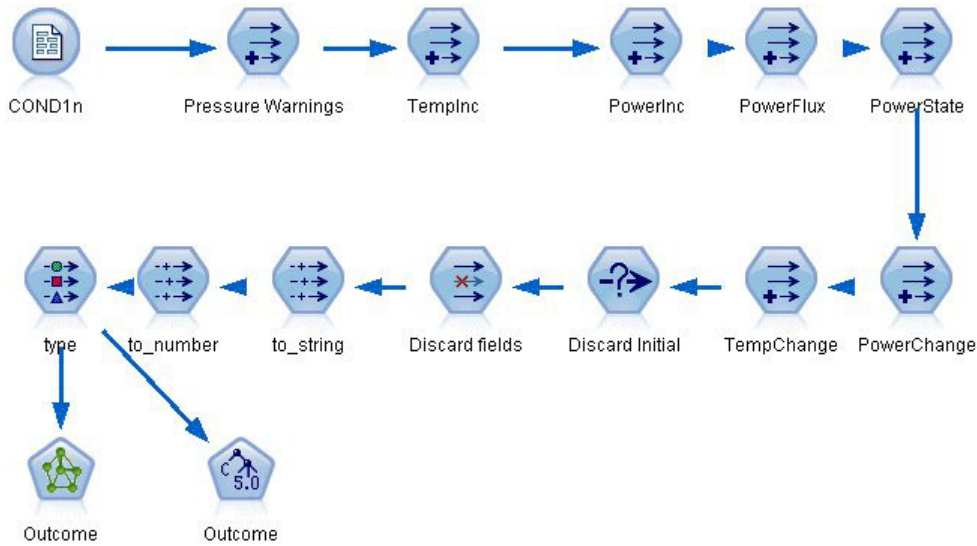 COND1n
Pressure Warnings
TempInc
PowerInc
PowerFlux
PowerState
type
to_number
to_string
Discard fields
Discard Initial
TempChange
PowerChange
C 5.0
Outcome
Outcome